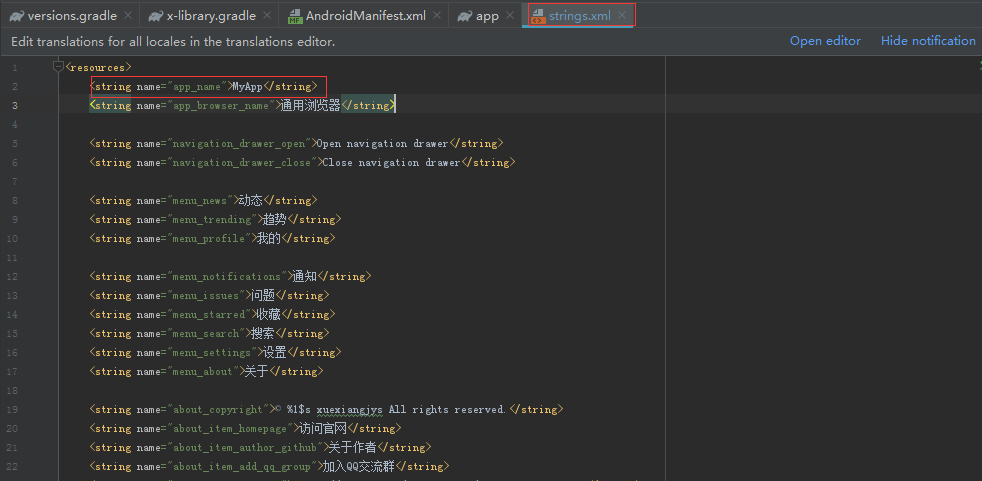 versions.gradle x-library.gradle AndroidManifest.xml app strings.xml
Edit translations for all locales in the translations editor. Open editor Hide notification
1 <resources>
2 <string name="app_name">MyApp</string>
3 <string name="app_browser_name">通用浏览器</string>
4
5 <string name="navigation_drawer_open">Open navigation drawer</string>
6 <string name="navigation_drawer_close">Close navigation drawer</string>
7
8 <string name="menu_news">动态</string>
9 <string name="menu_trending">趋势</string>
10 <string name="menu_profile">我的</string>
11
12 <string name="menu_notifications">通知</string>
13 <string name="menu_issues">问题</string>
14 <string name="menu_starred">收藏</string>
15 <string name="menu_search">搜索</string>
16 <string name="menu_settings">设置</string>
17 <string name="menu_about">关于</string>
18
19 <string name="about_copyright">© %1$s xuexiangjys All rights reserved.</string>
20 <string name="about_item_homepage">访问官网</string>
21 <string name="about_item_author_github">关于作者</string>
22 <string name="about_item_add_qq_group">加入QQ交流群</string>